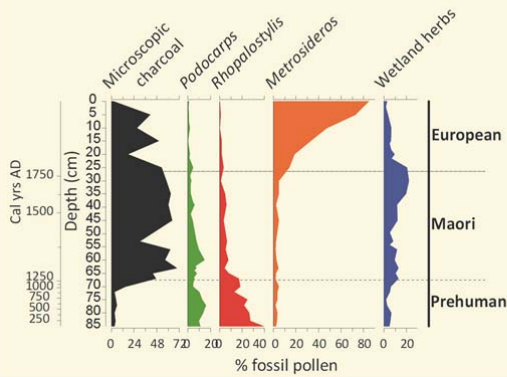 Microscopic
charcoal
Podocarps
Rhopalostylis
Metrosideros
Wetland herbs
Cal yrs AD
1750
1500
1250
1000
750
500
250
Depth (cm)
0
5
10
15
20
25
30
35
40
45
50
55
60
65
70
75
80
85
European
Maori
Prehuman
0 24 48 72
0 20
0 20 40
0 20 40 60 80
0 20
% fossil pollen